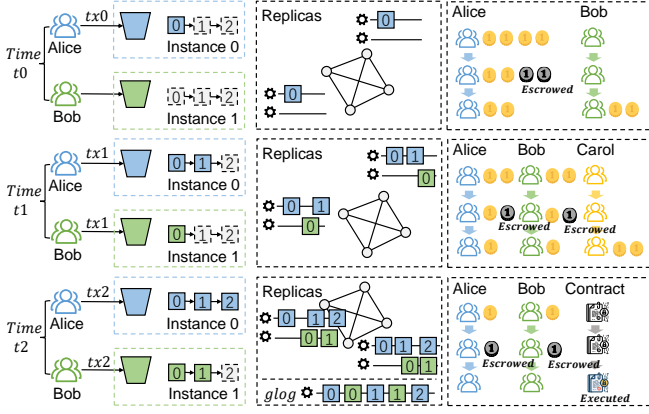 Time
t0
Alice
tx0
0 1 2
Instance 0
Bob
0 1 2
Instance 1
Replicas
0
0
Alice Bob
1 1
Escrowed
Time
t1
Alice
tx1
0 1 2
Instance 0
Bob
tx1
0 1 2
Instance 1
Replicas
0 1
0
0 1
0
Alice Bob Carol
1 1
Escrowed Escrowed
Time
t2
Alice
tx2
0 1 2
Instance 0
Bob
tx2
0 1 2
Instance 1
Replicas
0 1 2
0 1
0 1 2
0 1
glog 0 0 1 1 2
Alice Bob Contract
1 1
Escrowed Escrowed
Executed